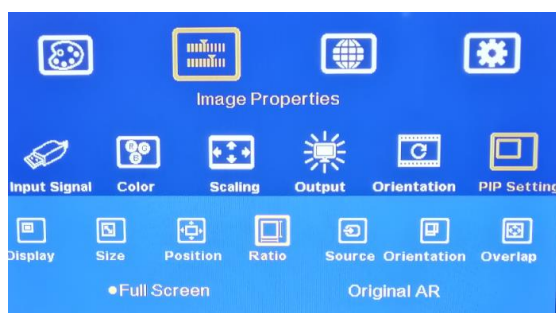 Image Properties
Input Signal Color Scaling Output Orientation PIP Setting
Display Size Position Ratio Source Orientation Overlap
Full Screen Original AR